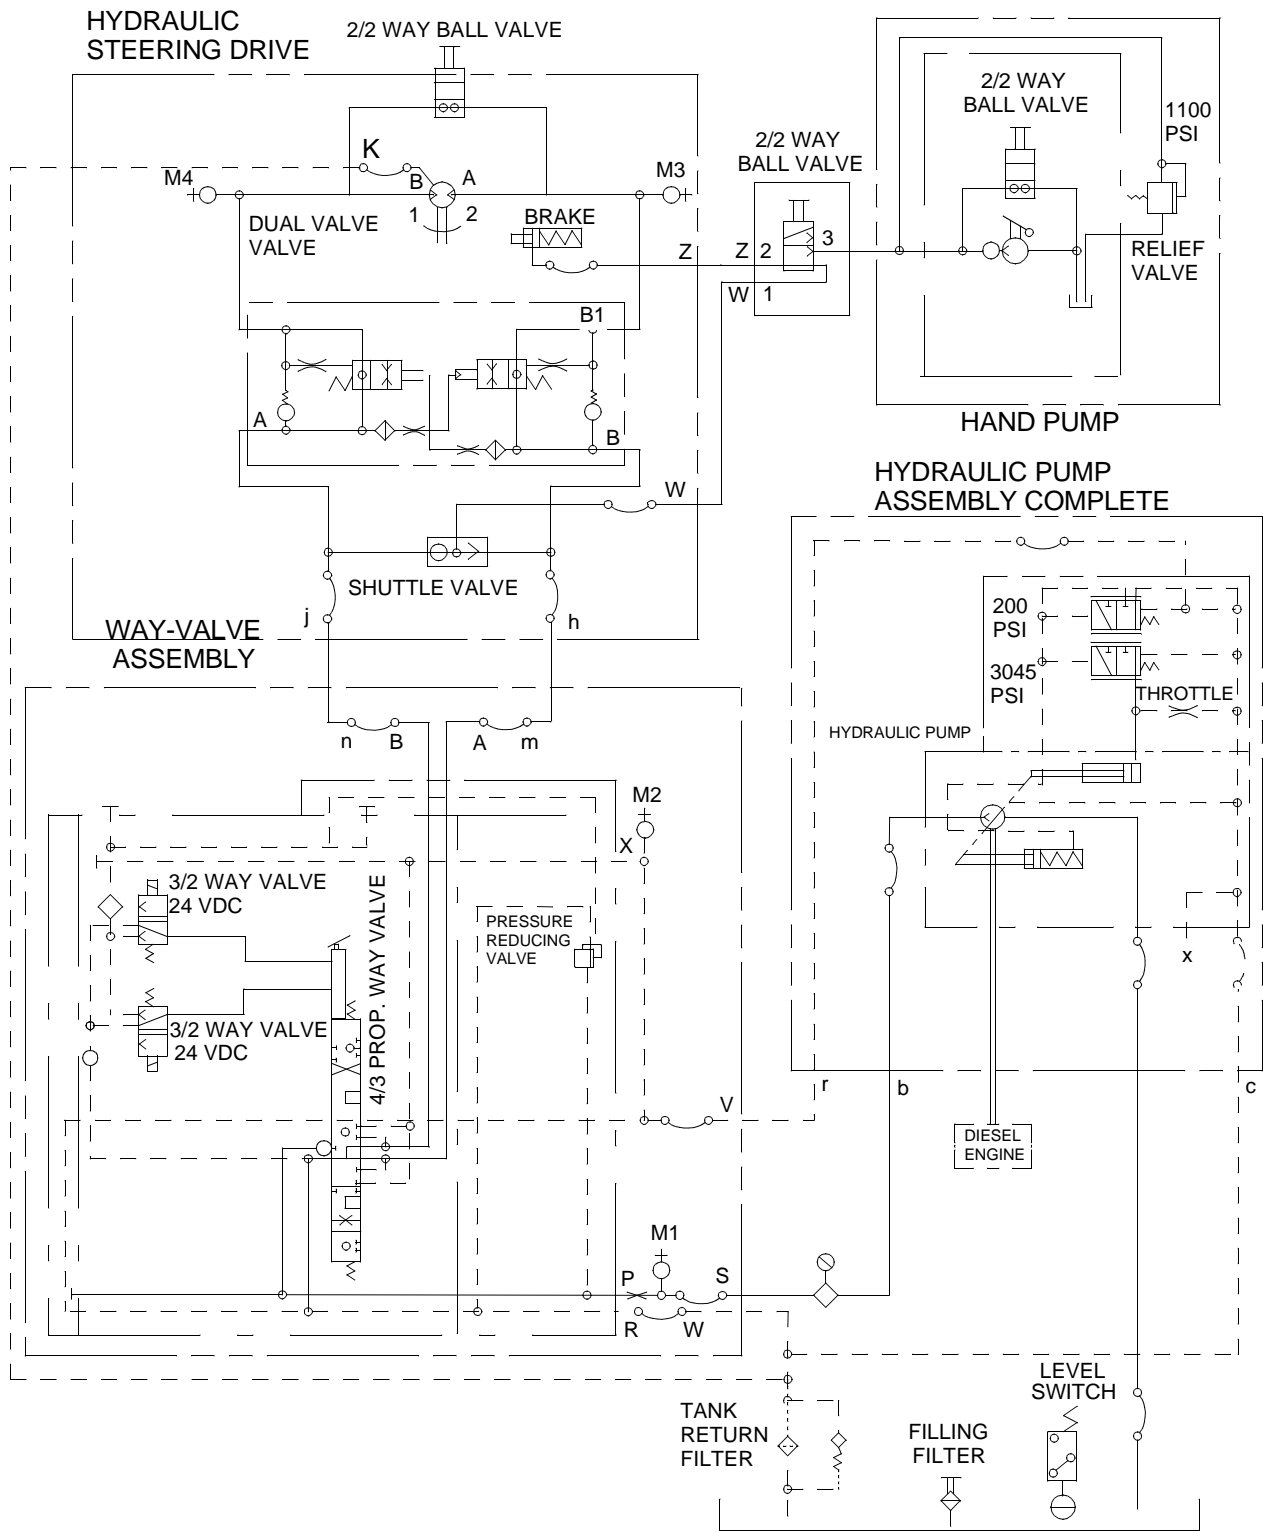 HYDRAULIC
STEERING DRIVE
2/2 WAY BALL VALVE
K
M4
B
A
M3
1
2
DUAL VALVE
VALVE
BRAKE
Z
2/2 WAY
BALL VALVE
Z
2
3
W
1
2/2 WAY
BALL VALVE
1100
PSI
RELIEF
VALVE
HAND PUMP
B1
A
B
W
SHUTTLE VALVE
j
h
WAY-VALVE
ASSEMBLY
n
B
A
m
HYDRAULIC PUMP
ASSEMBLY COMPLETE
200
PSI
3045
PSI
THROTTLE
HYDRAULIC PUMP
x
r
b
c
DIESEL
ENGINE
M2
X
3/2 WAY VALVE
24 VDC
3/2 WAY VALVE
24 VDC
4/3 PROP. WAY VALVE
PRESSURE
REDUCING
VALVE
V
M1
P
S
R
W
TANK
RETURN
FILTER
FILLING
FILTER
LEVEL
SWITCH